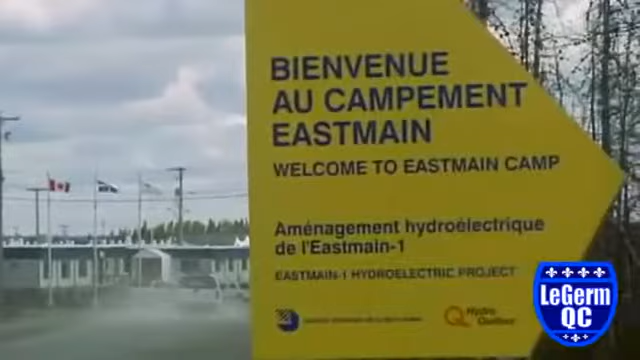 BIENVENUE
AU CAMPEMENT
EASTMAIN
WELCOME TO EASTMAIN CAMP
Aménagement hydroélectrique
de l'Eastmain-1
EASTMAIN-1 HYDROELECTRIC PROJECT
Hydro
Québec
LeGerm
QC